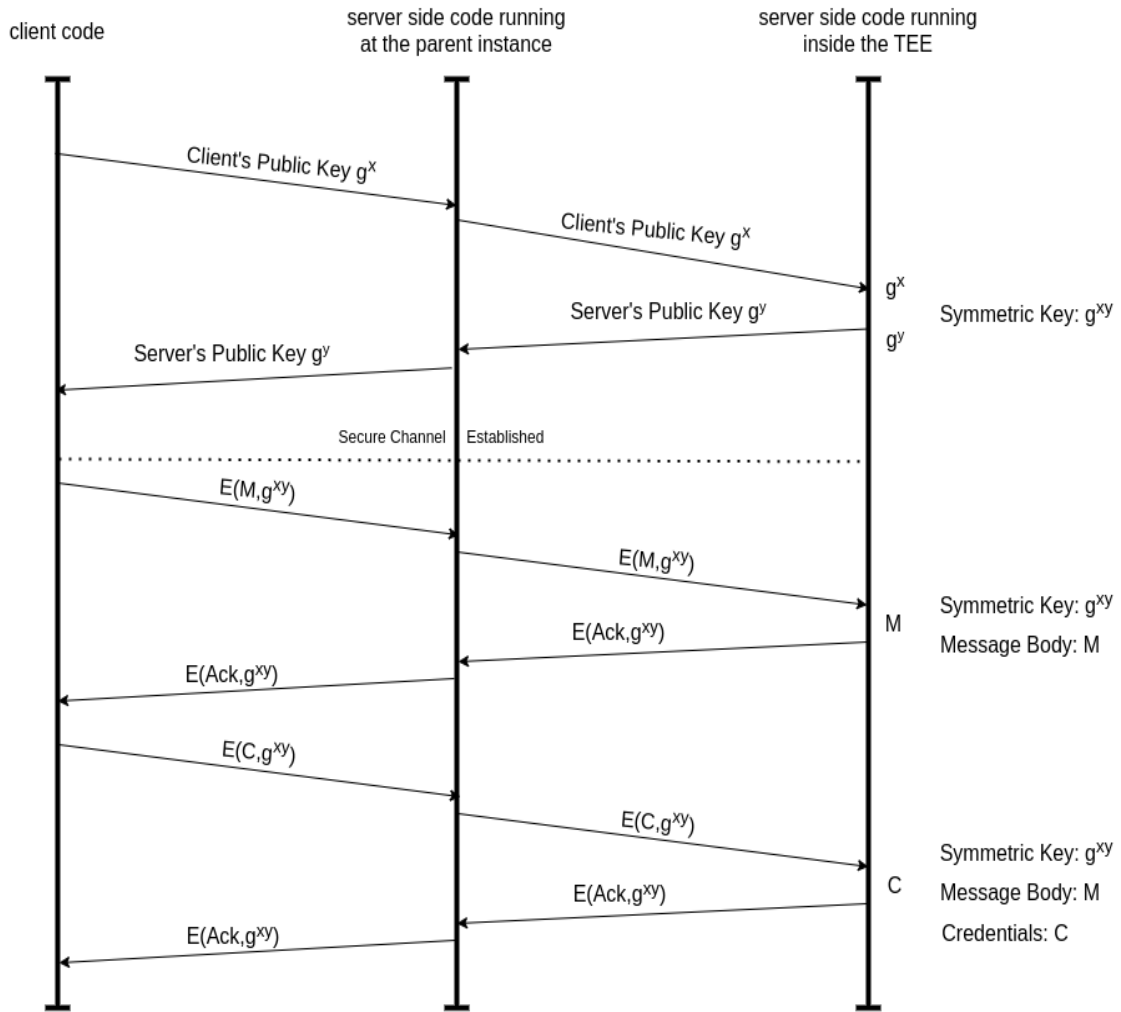 client code
server side code running
at the parent instance
server side code running
inside the TEE
Client's Public Key gˣ
Client's Public Key gˣ
gˣ
Server's Public Key gʸ
Symmetric Key: gˣʸ
gʸ
Server's Public Key gʸ
Secure Channel Established
E(M,gˣʸ)
E(M,gˣʸ)
Symmetric Key: gˣʸ
M
E(Ack,gˣʸ)
Message Body: M
E(Ack,gˣʸ)
E(C,gˣʸ)
E(C,gˣʸ)
Symmetric Key: gˣʸ
C
E(Ack,gˣʸ)
Message Body: M
E(Ack,gˣʸ)
Credentials: C